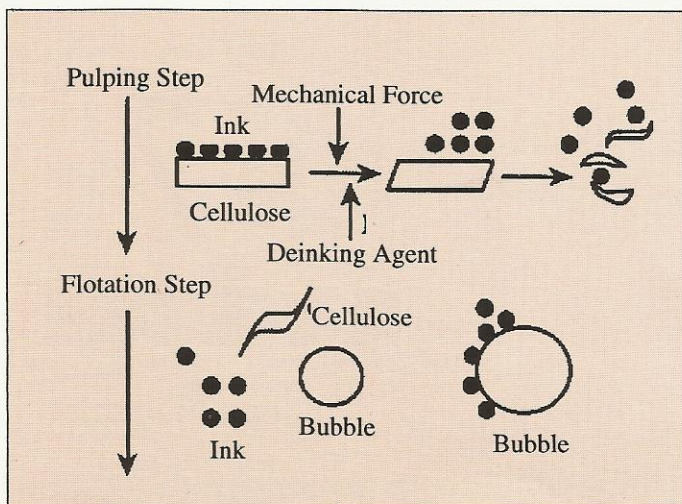 Pulping Step
Mechanical Force
Ink
Cellulose
Deinking Agent
Flotation Step
Cellulose
Ink
Bubble
Bubble